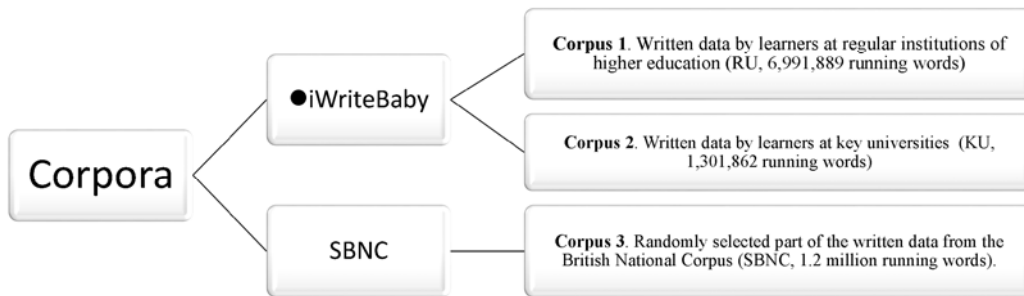 Corpora
●iWriteBaby
SBNC
Corpus 1. Written data by learners at regular institutions of
higher education (RU, 6,991,889 running words)
Corpus 2. Written data by learners at key universities (KU,
1,301,862 running words)
Corpus 3. Randomly selected part of the written data from the
British National Corpus (SBNC, 1.2 million running words).